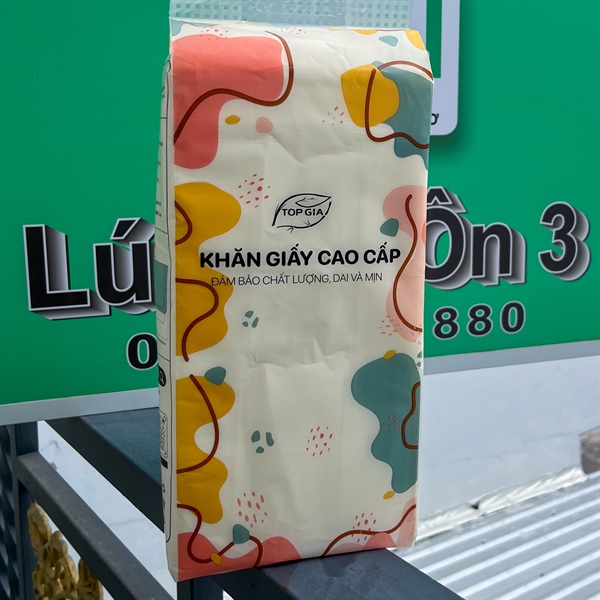 TOP GIA
KHĂN GIẤY CAO CẤP
ĐẢM BẢO CHẤT LƯỢNG, DAI VÀ MỊN
Ôn 3
880